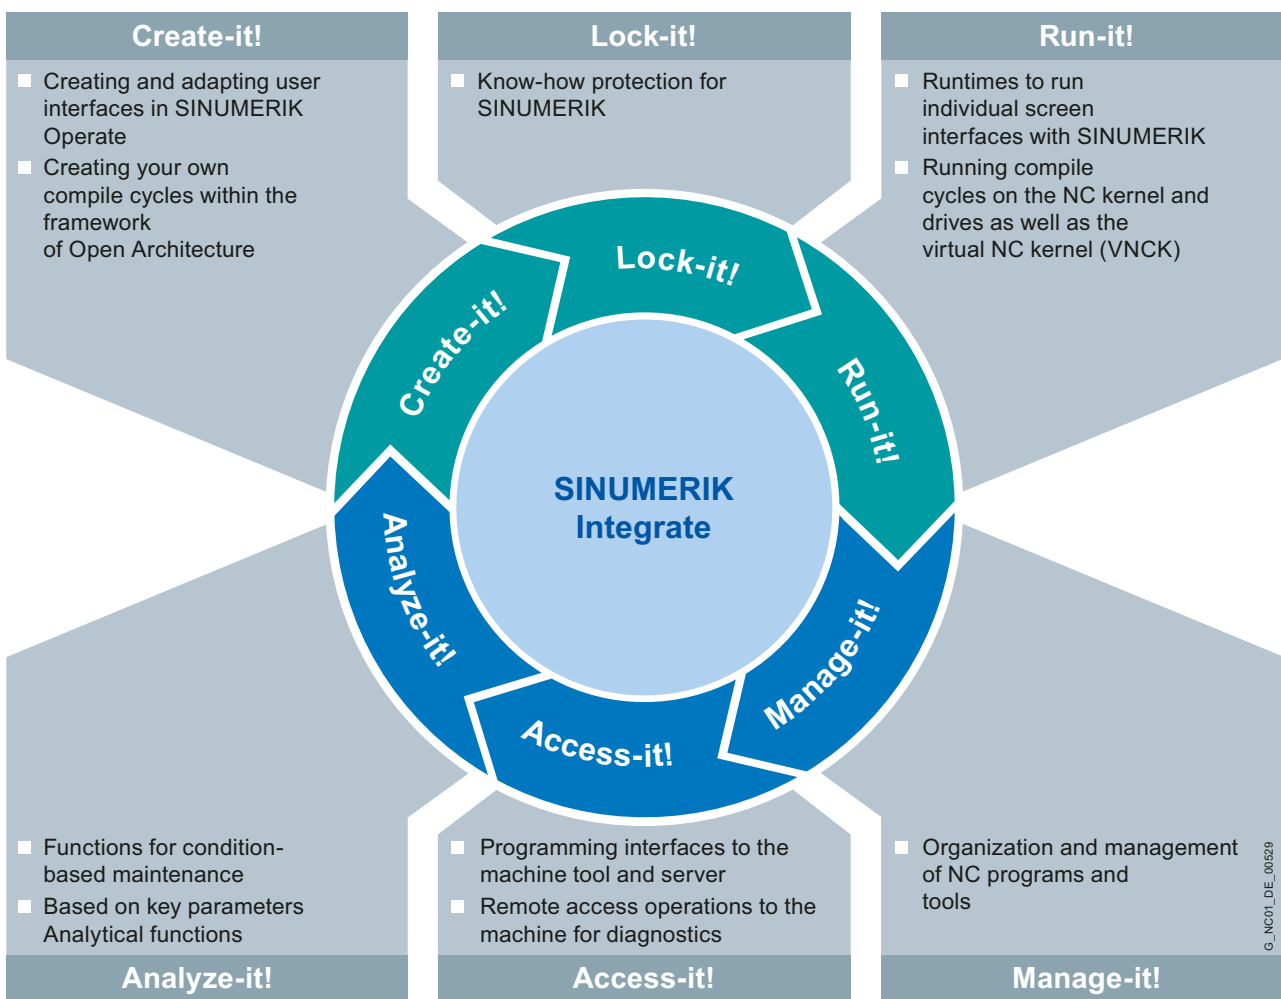 Create-it!
Creating and adapting user
interfaces in SINUMERIK
Operate
Creating your own
compile cycles within the
framework
of Open Architecture
Lock-it!
Know-how protection for
SINUMERIK
Run-it!
Runtimes to run
individual screen
interfaces with SINUMERIK
Running compile
cycles on the NC kernel and
drives as well as the
virtual NC kernel (VNCK)
Create-it!
Lock-it!
Run-it!
SINUMERIK
Integrate
Analyze-it!
Access-it!
Manage-it!
Functions for condition-
based maintenance
Based on key parameters
Analytical functions
Analyze-it!
Programming interfaces to the
machine tool and server
Remote access operations to the
machine for diagnostics
Access-it!
Organization and management
of NC programs and
tools
Manage-it!
G_NC01_DE_00529